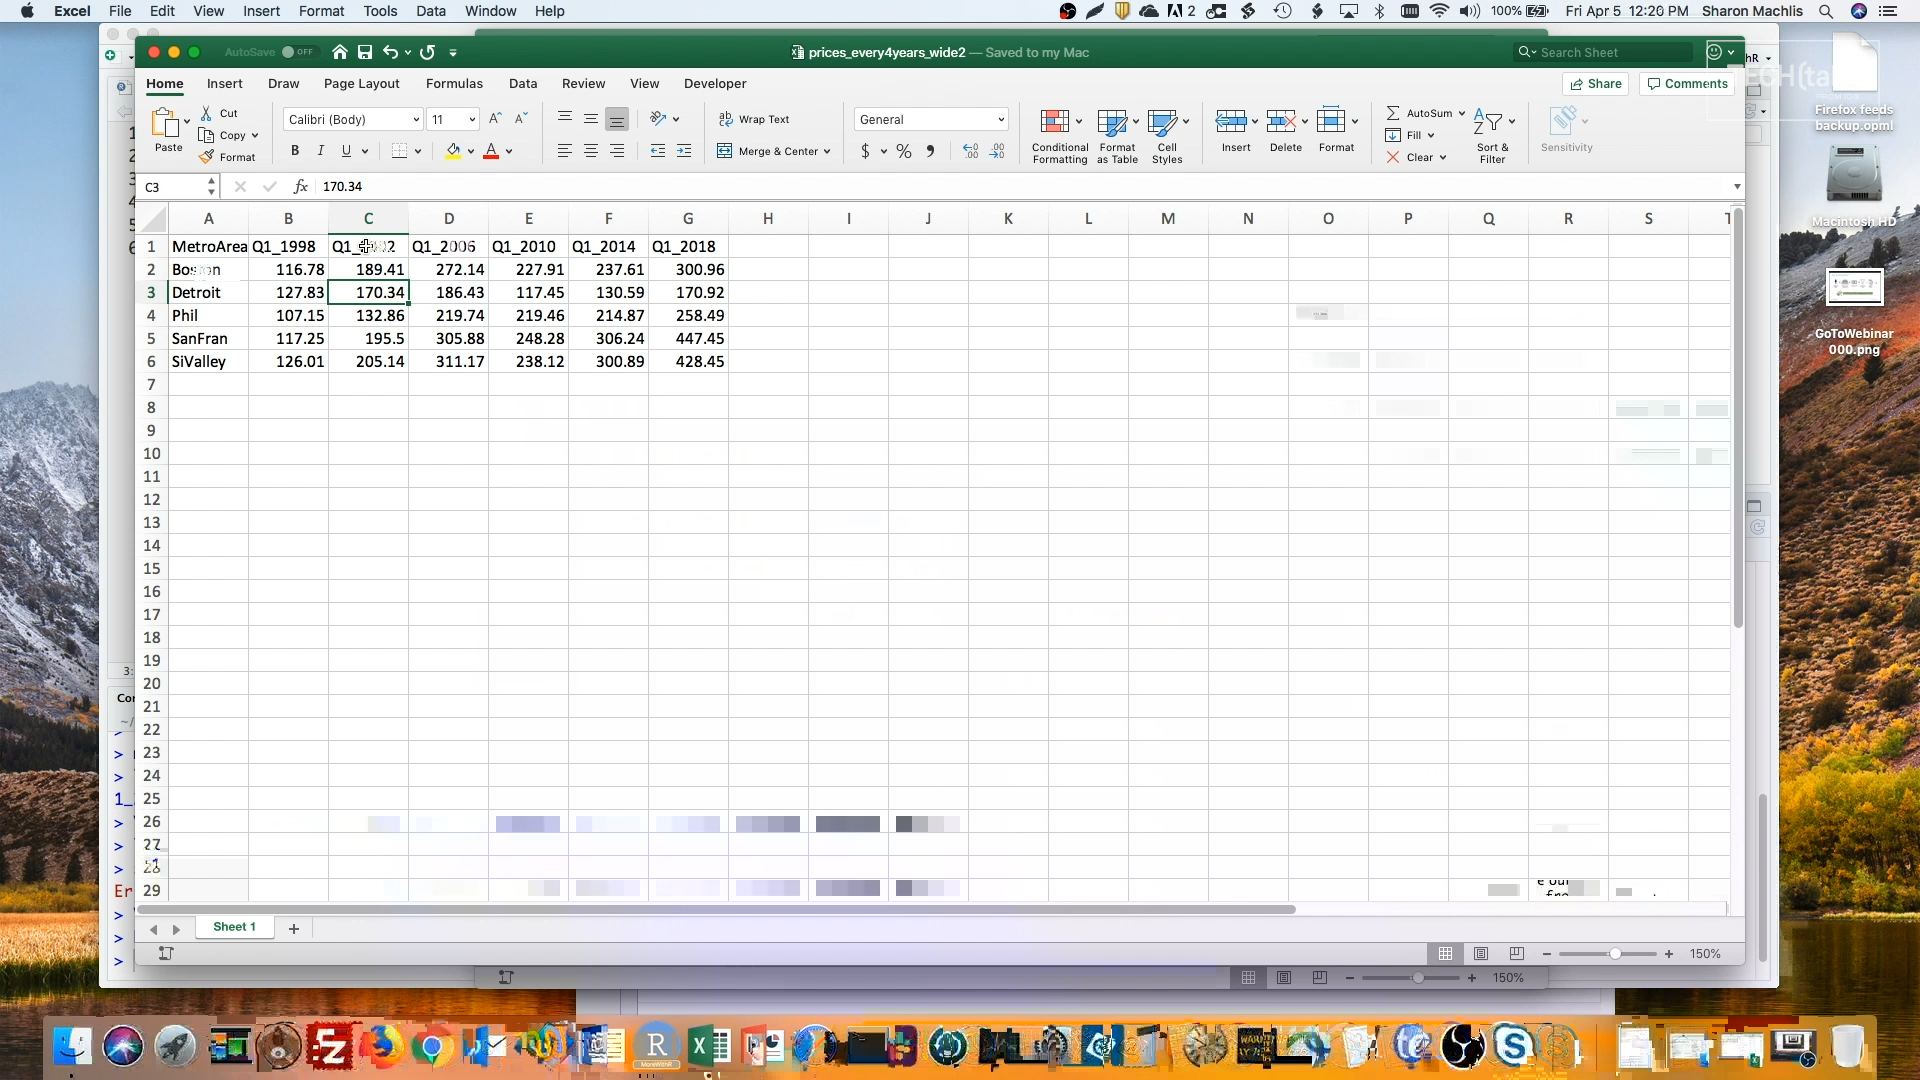 Excel File Edit View Insert Format Tools Data Window Help
2 100% Fri Apr 5 12:20 PM Sharon Machlis
AutoSave OFF
prices_every4years_wide2 — Saved to my Mac
Search Sheet
Home Insert Draw Page Layout Formulas Data Review View Developer
Share Comments
Paste
Cut
Copy
Format
Calibri (Body) 11
B I U
Wrap Text
Merge & Center
General
Conditional Formatting
Format as Table
Cell Styles
Insert Delete Format
AutoSum
Fill
Clear
Sort & Filter
Sensitivity
Firefox feeds
backup.opml
Macintosh HD
GoToWebinar
000.png
C3 fx 170.34
A B C D E F G H I J K L M N O P Q R S
1 MetroArea Q1_1998 Q1_ 2 Q1_2006 Q1_2010 Q1_2014 Q1_2018
2 Boston 116.78 189.41 272.14 227.91 237.61 300.96
3 Detroit 127.83 170.34 186.43 117.45 130.59 170.92
4 Phil 107.15 132.86 219.74 219.46 214.87 258.49
5 SanFran 117.25 195.5 305.88 248.28 306.24 447.45
6 SiValley 126.01 205.14 311.17 238.12 300.89 428.45
7
8
9
10
11
12
13
14
15
16
17
18
19
20
21
22
23
24
25
26
27
29
Sheet 1
150%
150%